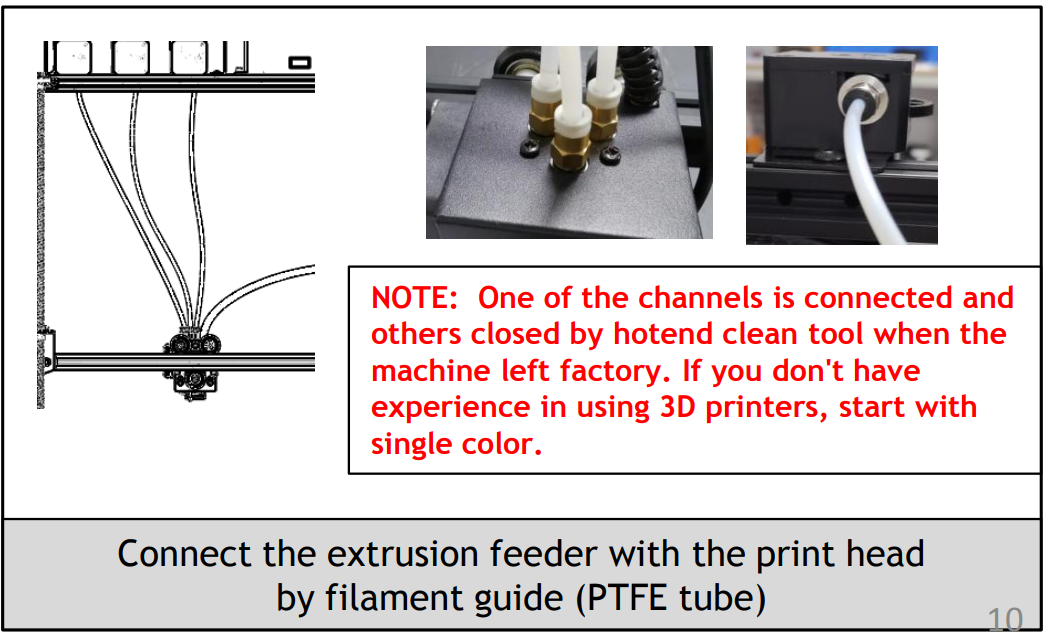 NOTE:  One of the channels is connected and
others closed by hotend clean tool when the
machine left factory. If you don't have
experience in using 3D printers, start with
single color.
Connect the extrusion feeder with the print head
by filament guide (PTFE tube)
10